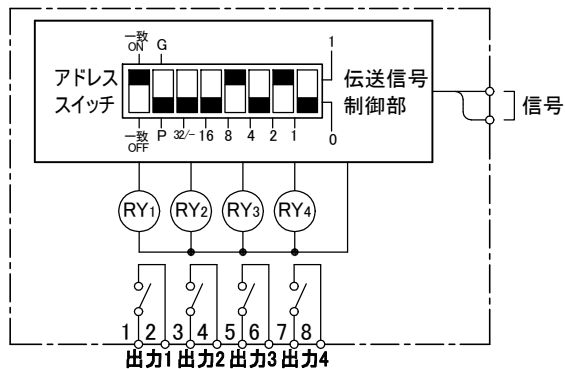 一致
ON G 1
アドレス
スイッチ
伝送信号
制御部
信号
一致
OFF P 32/- 16 8 4 2 1 0
RY1 RY2 RY3 RY4
1 2 3 4 5 6 7 8
出力1 出力2 出力3 出力4